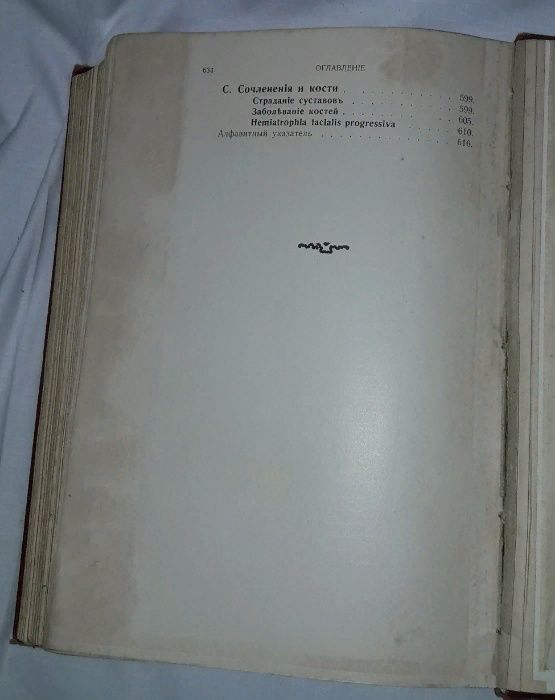 634 ОГЛАВЛЕНІЕ
С. Сочлененія и кости . . . . . . . . . 599.
Страданіе суставовъ . . . . . . . . . 599.
Заболѣваніе костей . . . . . . . . . 605.
Hemiatrophia facialis progressiva . . . . . . 610.
Алфавитный указатель . . . . . . . . . 616.